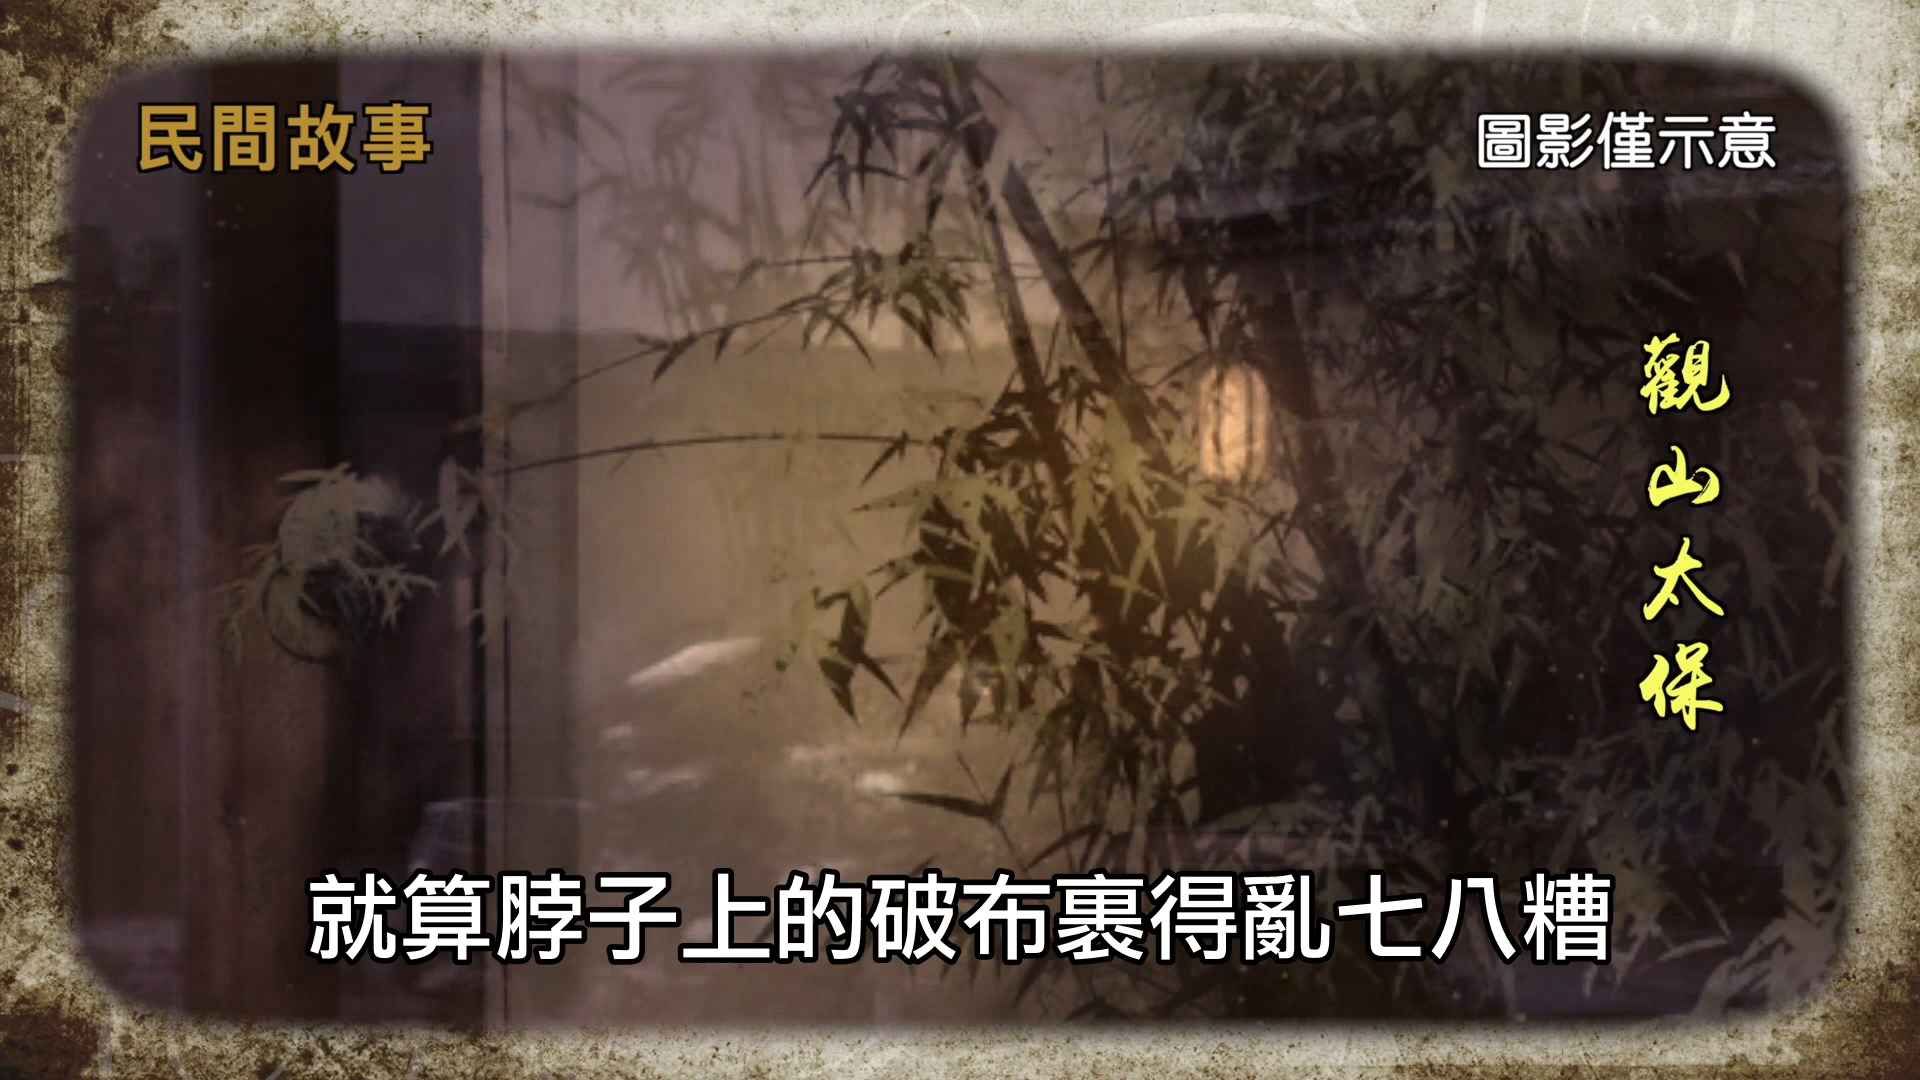 民間故事
圖影僅示意
觀山太保
就算脖子上的破布裹得亂七八糟